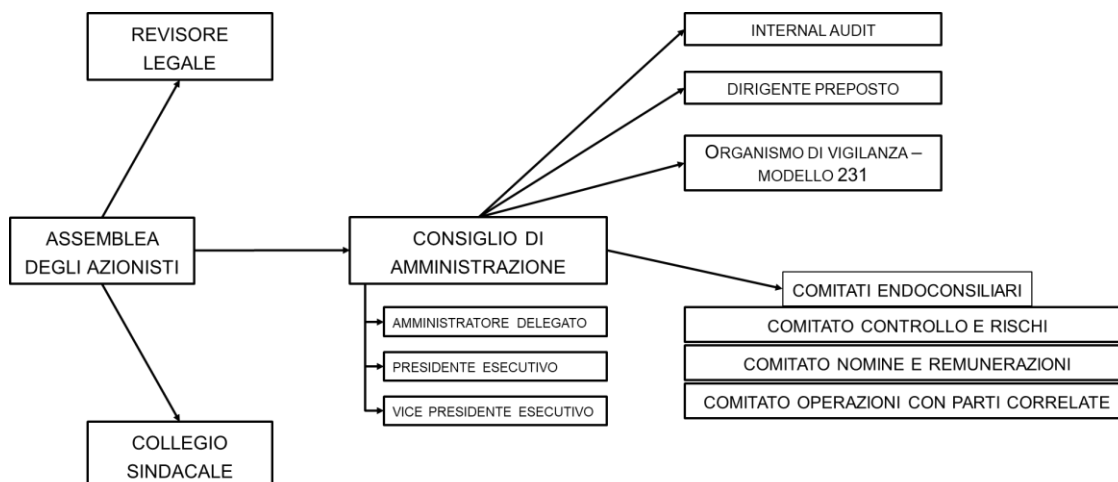 REVISORE
LEGALE
ASSEMBLEA
DEGLI AZIONISTI
COLLEGIO
SINDACALE
CONSIGLIO DI
AMMINISTRAZIONE
AMMINISTRATORE DELEGATO
PRESIDENTE ESECUTIVO
VICE PRESIDENTE ESECUTIVO
INTERNAL AUDIT
DIRIGENTE PREPOSTO
ORGANISMO DI VIGILANZA –
MODELLO 231
COMITATI ENDOCONSILIARI
COMITATO CONTROLLO E RISCHI
COMITATO NOMINE E REMUNERAZIONI
COMITATO OPERAZIONI CON PARTI CORRELATE